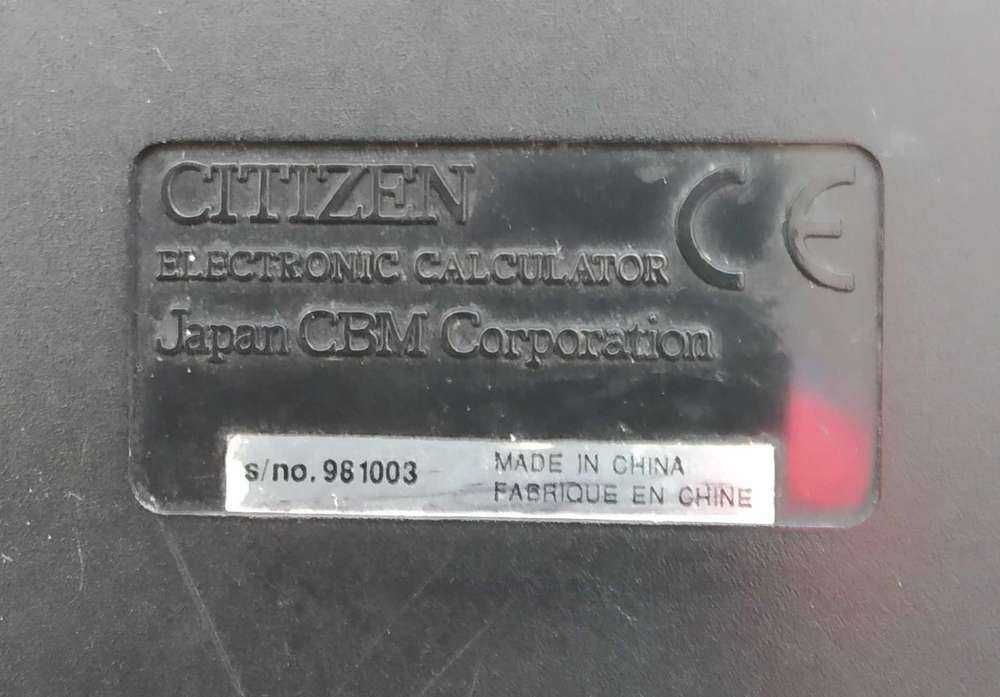 CITIZEN
ELECTRONIC CALCULATOR
Japan CBM Corporation
CE
s/no. 981003
MADE IN CHINA
FABRIQUE EN CHINE